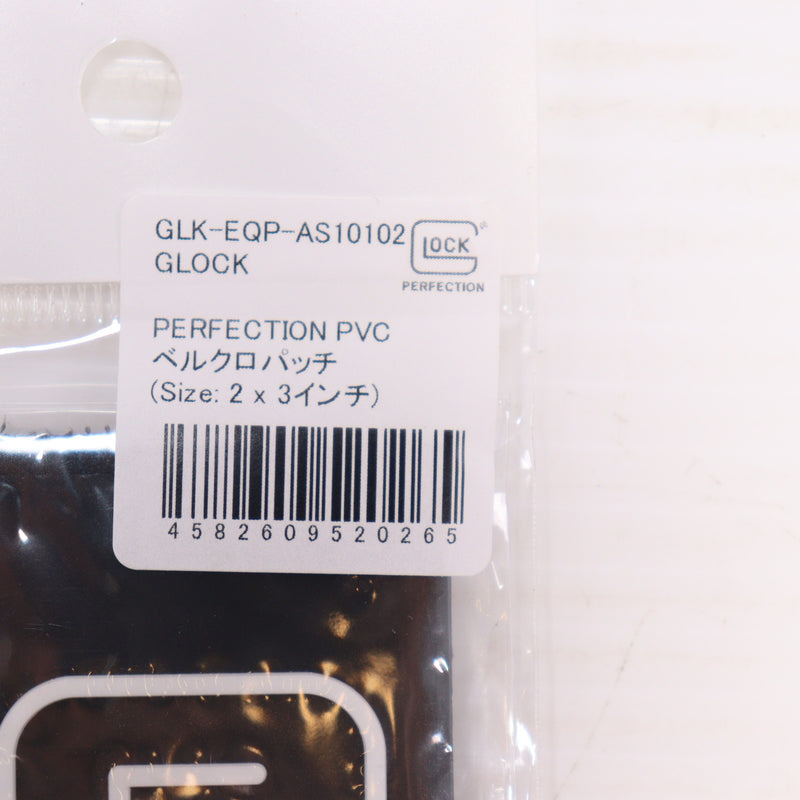 GLK-EQP-AS10102
GLOCK
GLOCK
®
PERFECTION
PERFECTION PVC
ベルクロパッチ
(Size: 2 x 3インチ)
4582609520265